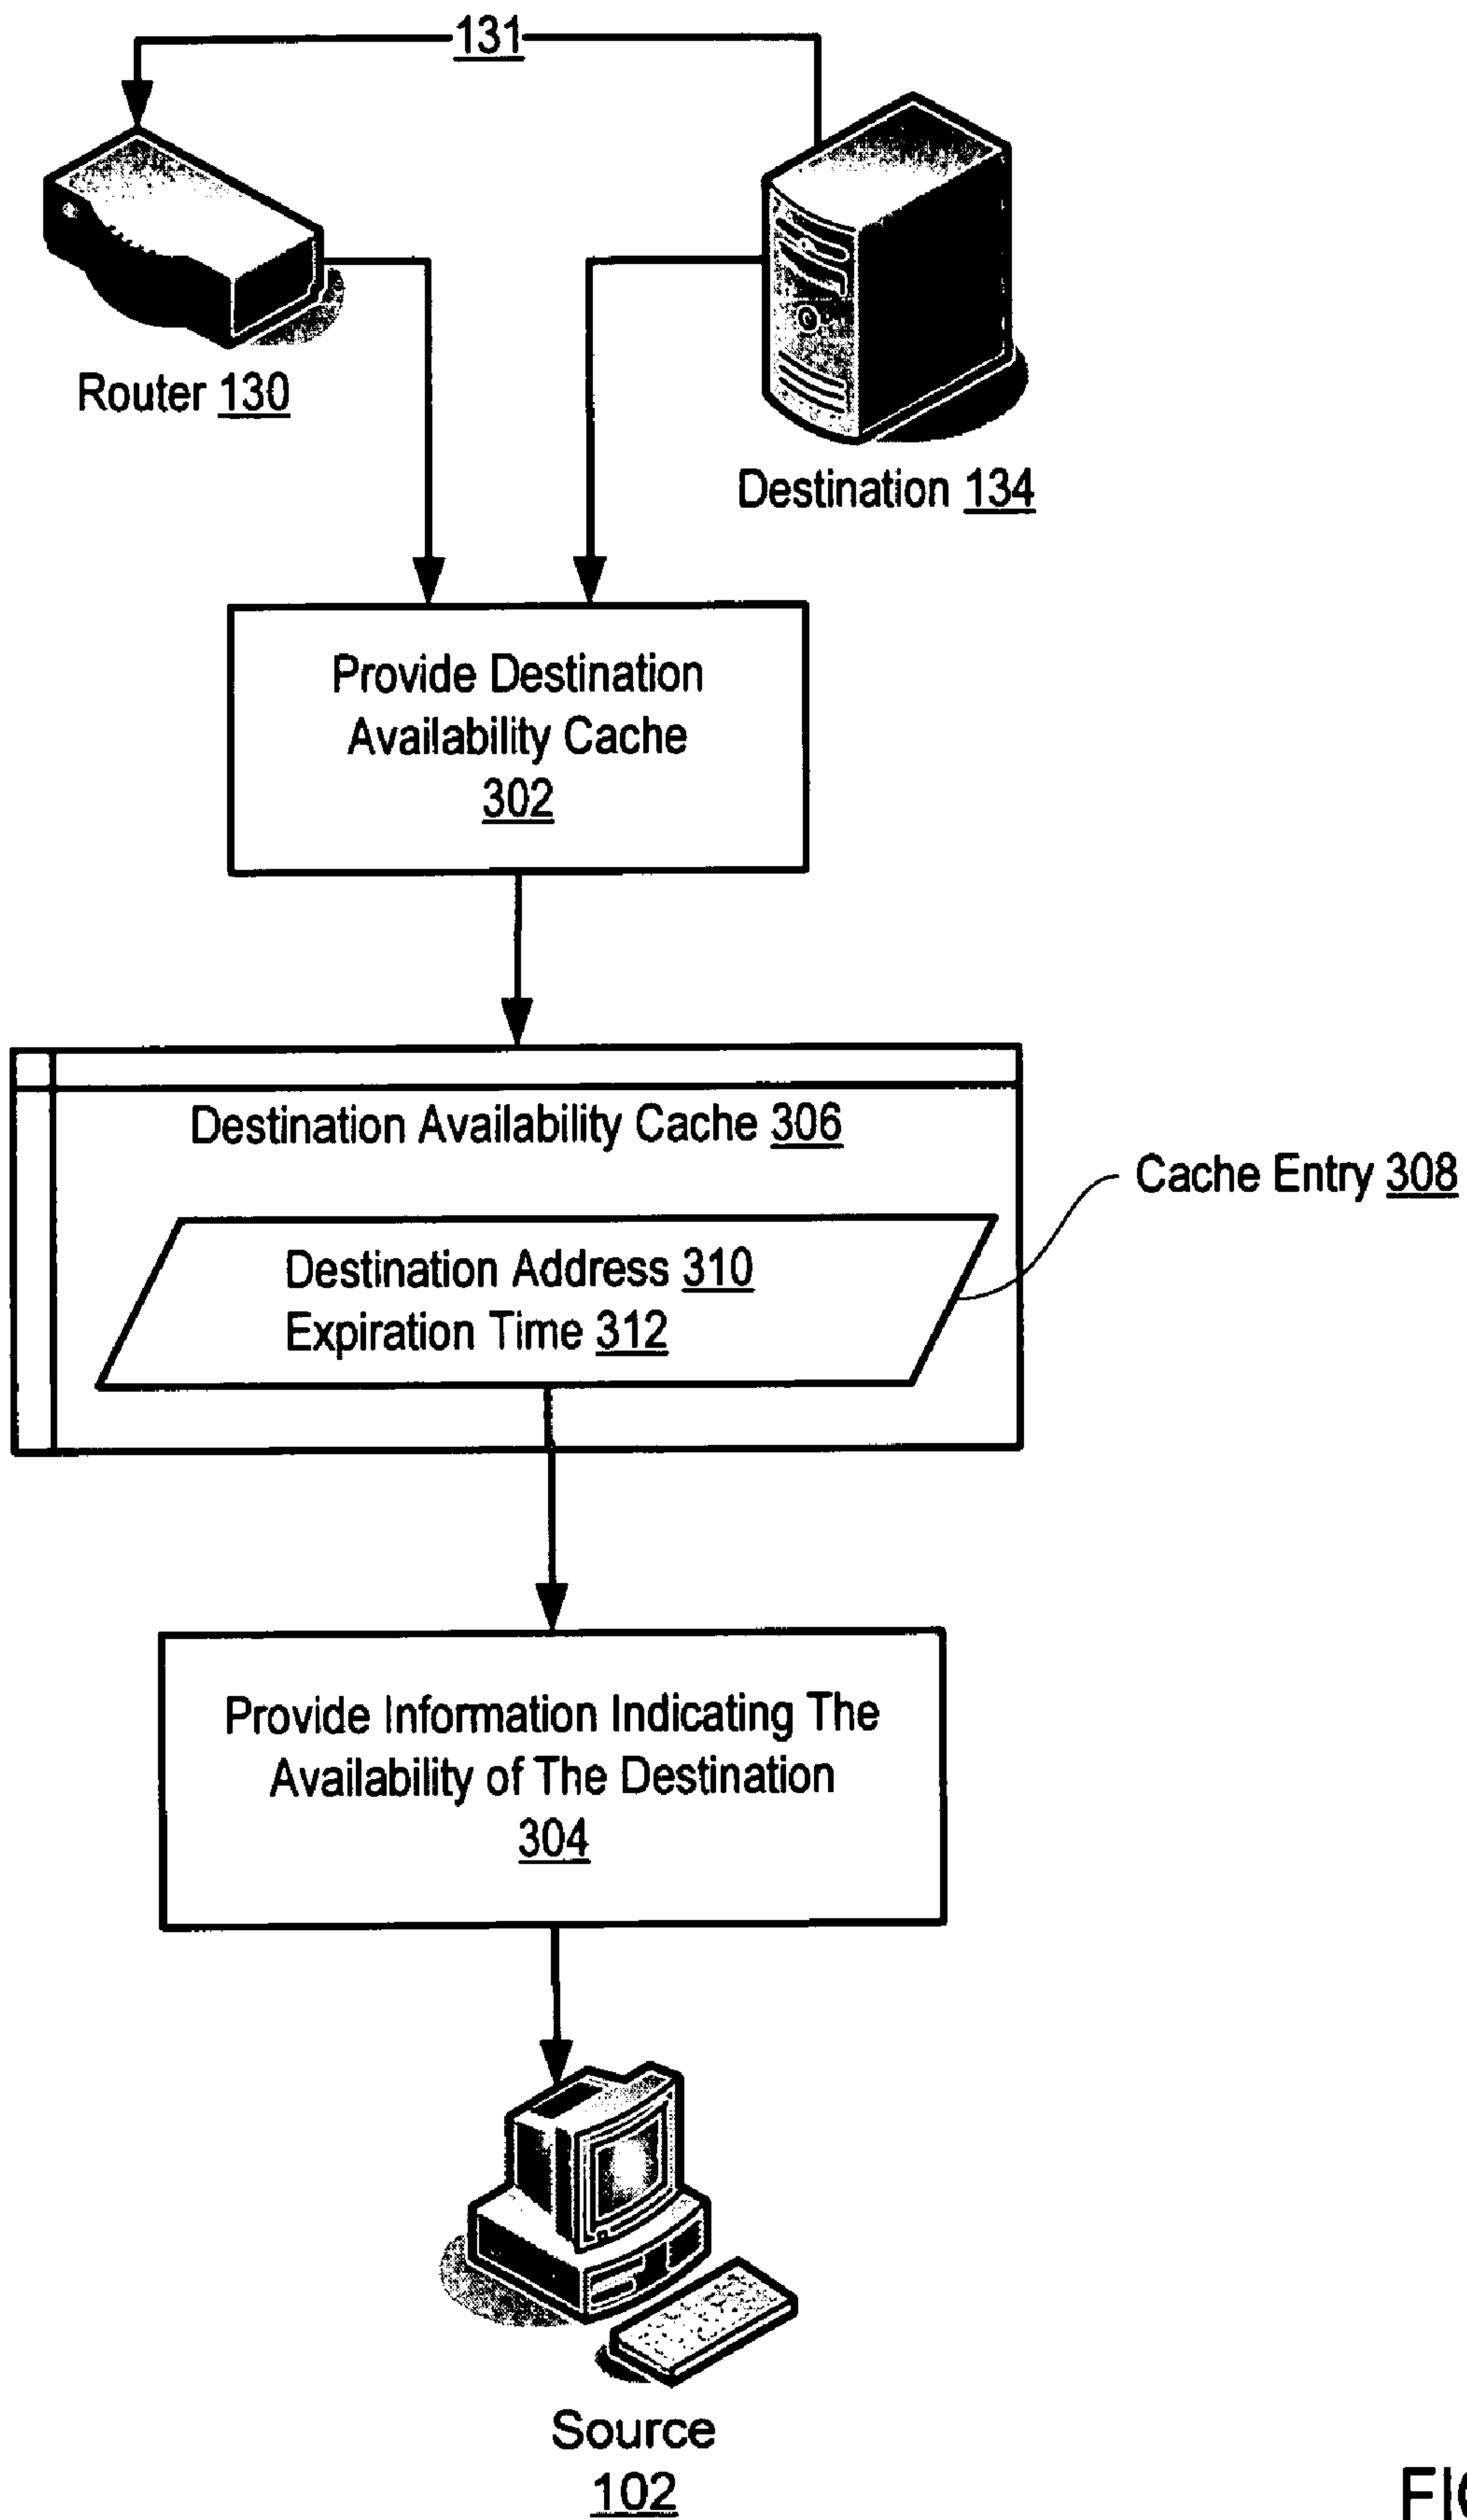 131
Router 130
Destination 134
Provide Destination
Availability Cache
302
Destination Availability Cache 306
Cache Entry 308
Destination Address 310
Expiration Time 312
Provide Information Indicating The
Availability of The Destination
304
Source
102